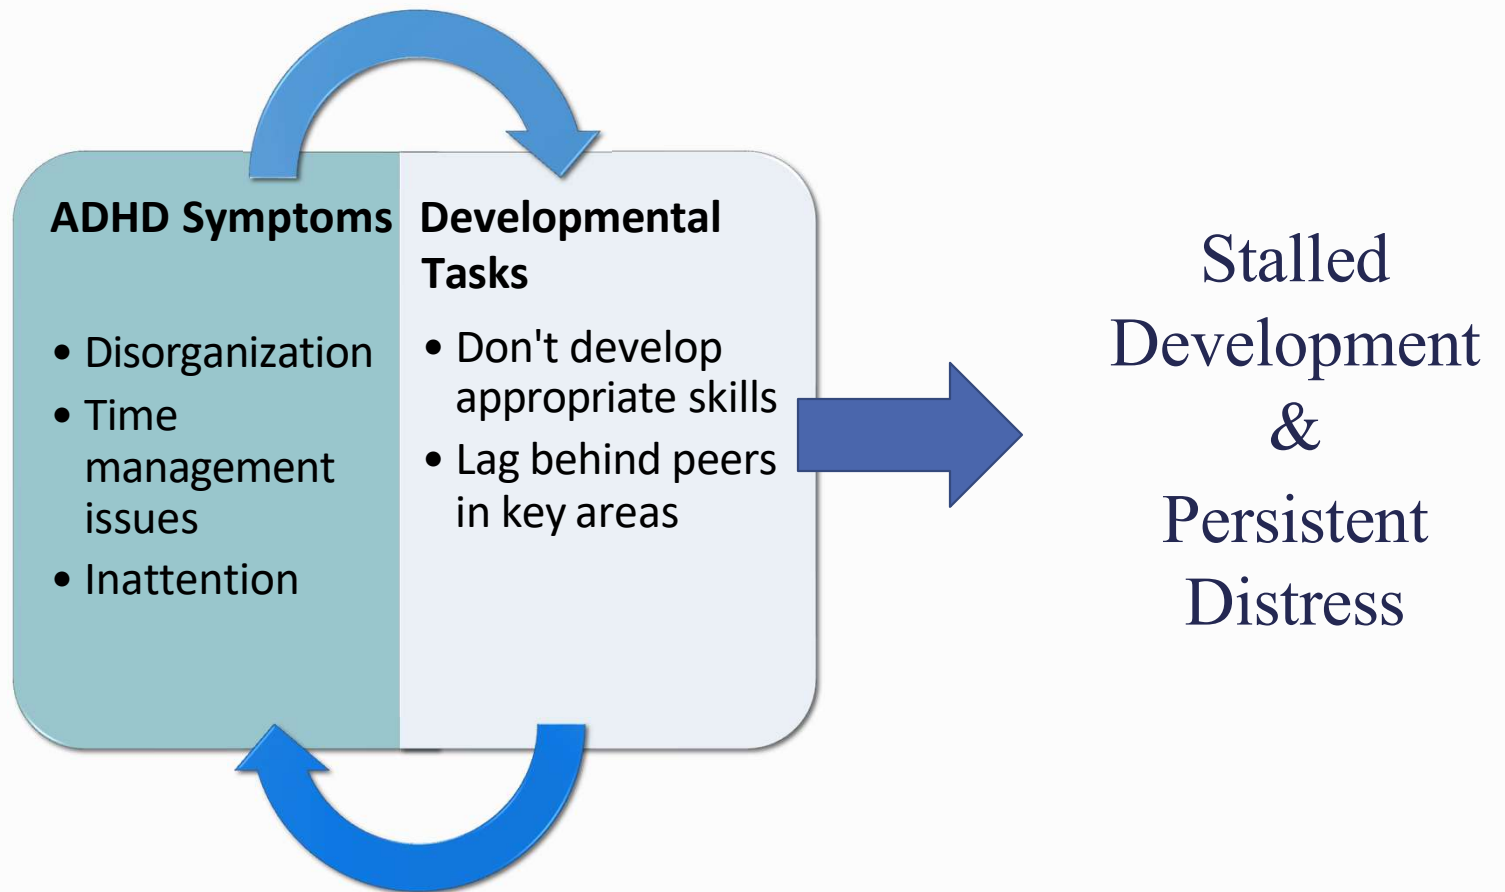 ADHD Symptoms
• Disorganization
• Time
management
issues
• Inattention
Developmental
Tasks
• Don't develop
appropriate skills
• Lag behind peers
in key areas
Stalled
Development
&
Persistent
Distress